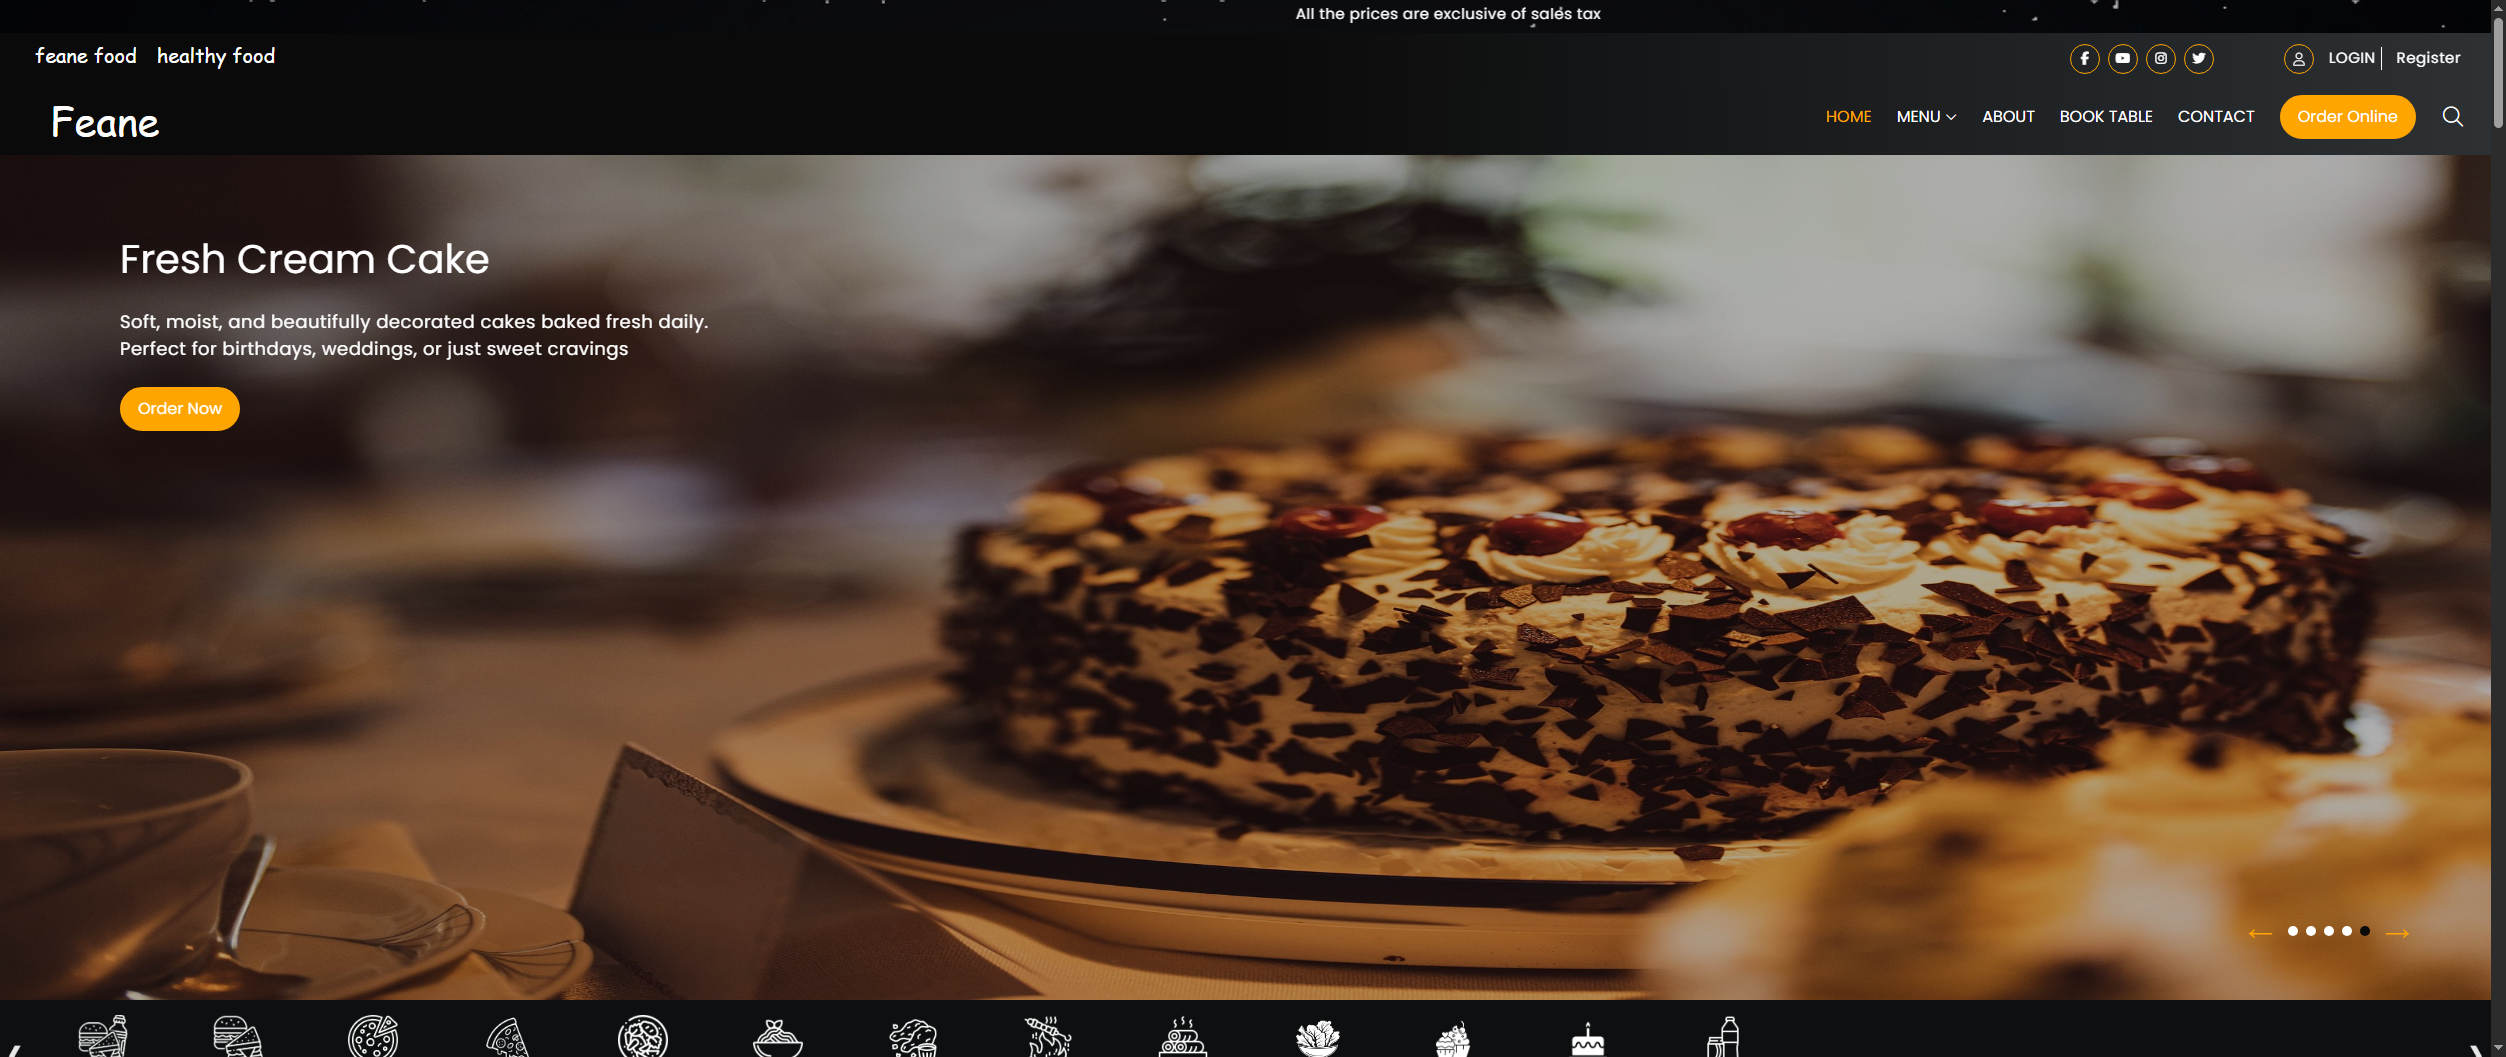 All the prices are exclusive of sales tax
feane food healthy food
LOGIN Register
Feane
HOME MENU ABOUT BOOK TABLE CONTACT Order Online
Fresh Cream Cake
Soft, moist, and beautifully decorated cakes baked fresh daily.
Perfect for birthdays, weddings, or just sweet cravings
Order Now